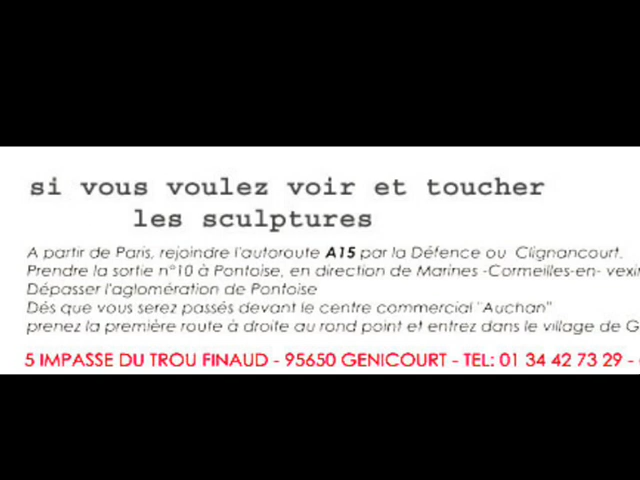 si vous voulez voir et toucher
les sculptures
A partir de Paris, rejoindre l'autoroute A15 par la Défence ou Clignancourt.
Prendre la sortie n°10 à Pontoise, en direction de Marines -Cormeilles-en- vexin
Dépasser l'aglomération de Pontoise
Dés que vous serez passés devant le centre commercial "Auchan"
prenez la première route à droite au rond point et entrez dans le village de G
5 IMPASSE DU TROU FINAUD - 95650 GENICOURT - TEL: 01 34 42 73 29 -